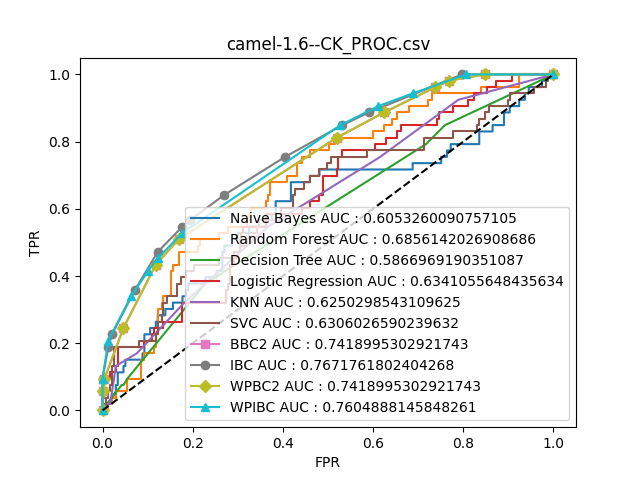 camel-1.6--CK_PROC.csv
TPR
1.0
0.8
0.6
0.4
0.2
0.0
Naive Bayes AUC : 0.6053260090757105
Random Forest AUC : 0.6856142026908686
Decision Tree AUC : 0.5866969190351087
Logistic Regression AUC : 0.6341055648435634
KNN AUC : 0.6250298543109625
SVC AUC : 0.6306026590239632
BBC2 AUC : 0.7418995302921743
IBC AUC : 0.7671761802404268
WPBC2 AUC : 0.7418995302921743
WPIBC AUC : 0.7604888145848261
0.0 0.2 0.4 0.6 0.8 1.0
FPR